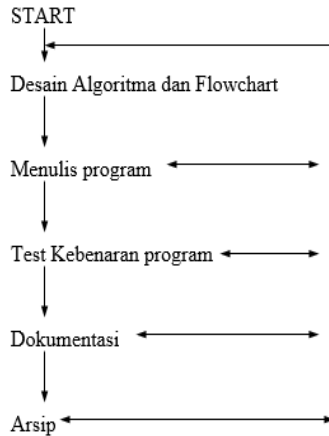 START
Desain Algoritma dan Flowchart
Menulis program
Test Kebenaran program
Dokumentasi
Arsip